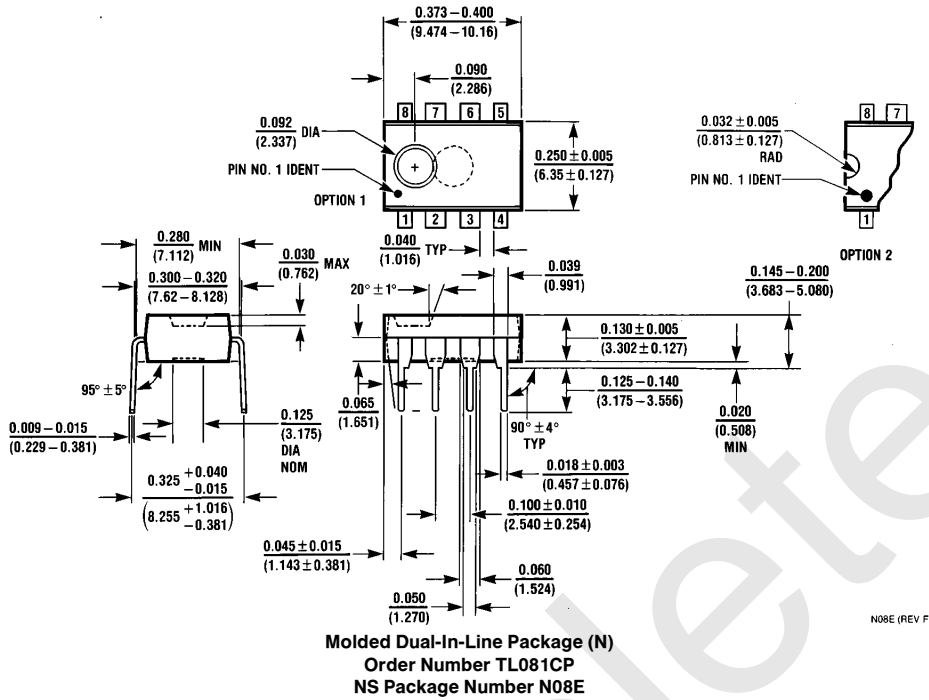 0.373 – 0.400
(9.474 – 10.16)
0.090
(2.286)
8 7 6 5
0.092 DIA
(2.337)
PIN NO. 1 IDENT
OPTION 1
+
0.250 ± 0.005
(6.35 ± 0.127)
1 2 3 4
0.032 ± 0.005
(0.813 ± 0.127)
RAD
PIN NO. 1 IDENT
8 7
1
OPTION 2
0.280 MIN
(7.112)
0.300 – 0.320
(7.62 – 8.128)
0.030 MAX
(0.762)
0.040 TYP
(1.016)
0.039
(0.991)
20° ± 1°
0.145 – 0.200
(3.683 – 5.080)
0.130 ± 0.005
(3.302 ± 0.127)
0.125 – 0.140
(3.175 – 3.556)
0.020
(0.508)
MIN
95° ± 5°
0.065
(1.651)
90° ± 4°
TYP
0.009 – 0.015
(0.229 – 0.381)
0.125
(3.175)
DIA
NOM
0.018 ± 0.003
(0.457 ± 0.076)
0.325 +0.040 −0.015
(8.255 +1.016 −0.381)
0.100 ± 0.010
(2.540 ± 0.254)
0.045 ± 0.015
(1.143 ± 0.381)
0.060
(1.524)
0.050
(1.270)
N08E (REV F
Molded Dual-In-Line Package (N)
Order Number TL081CP
NS Package Number N08E
lete